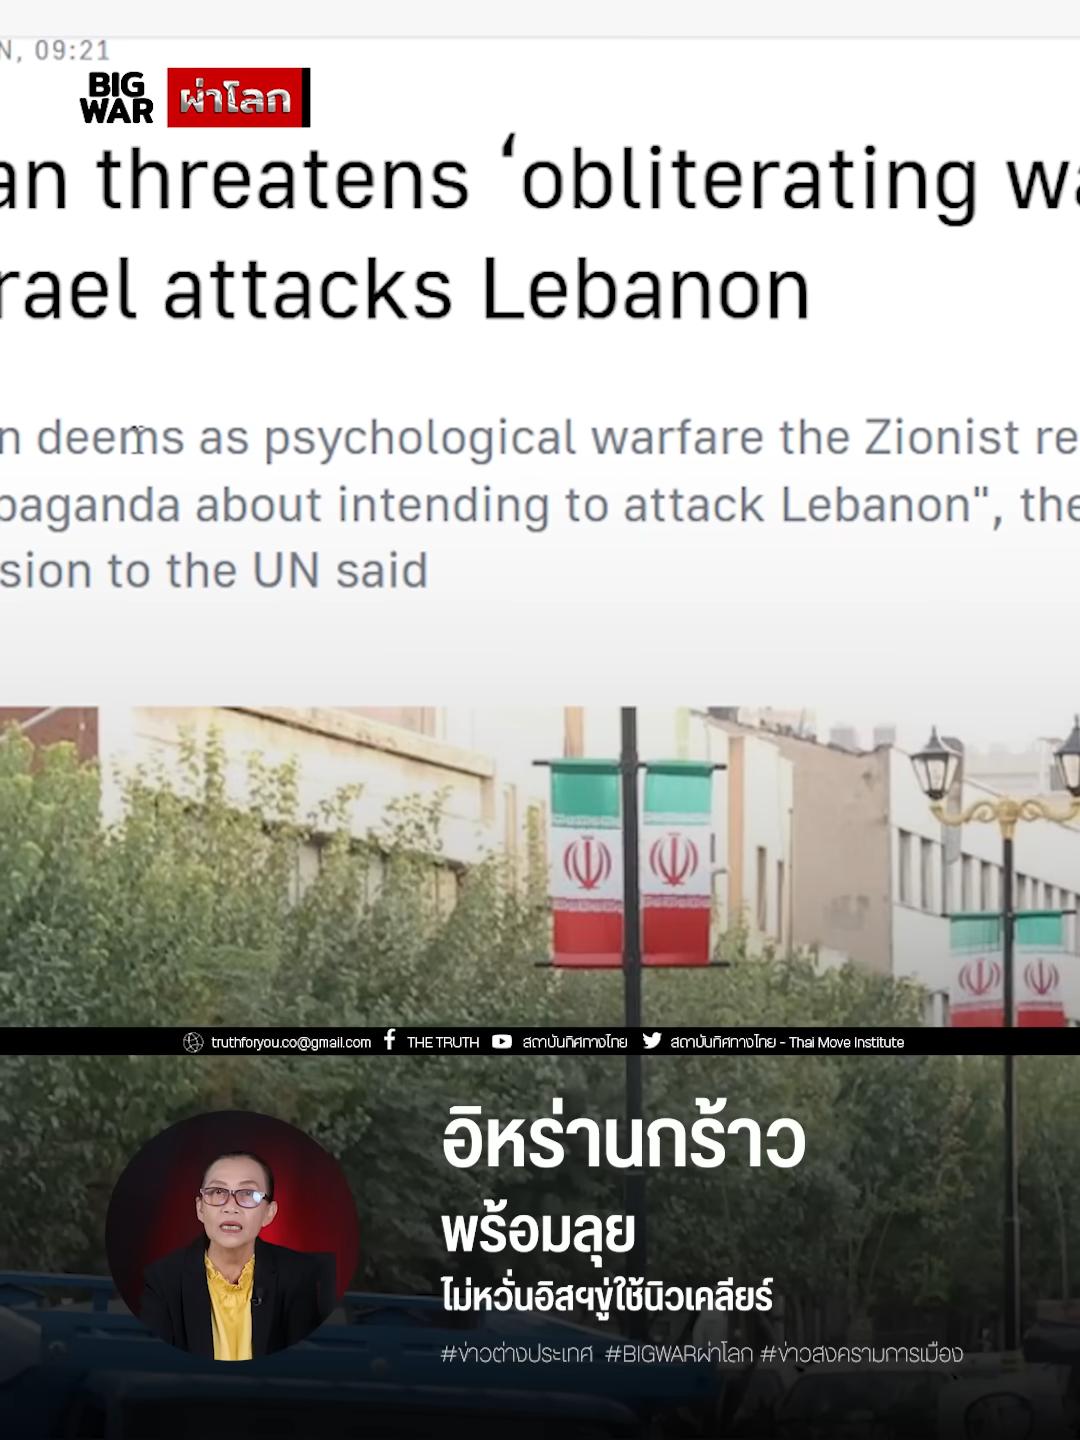 N, 09:21
BIG
WAR
ผ่าโลก
an threatens ‘obliterating wa
rael attacks Lebanon
n deems as psychological warfare the Zionist re
paganda about intending to attack Lebanon", the
sion to the UN said
truthforyou.co@gmail.com THE TRUTH สถาบันทิศทางไทย สถาบันทิศทางไทย - Thai Move Institute
อิหร่านกร้าว
พร้อมลุย
ไม่หวั่นอิสฯขู่ใช้นิวเคลียร์
#ข่าวต่างประเทศ #BIGWARผ่าโลก #ข่าวสงครามการเมือง